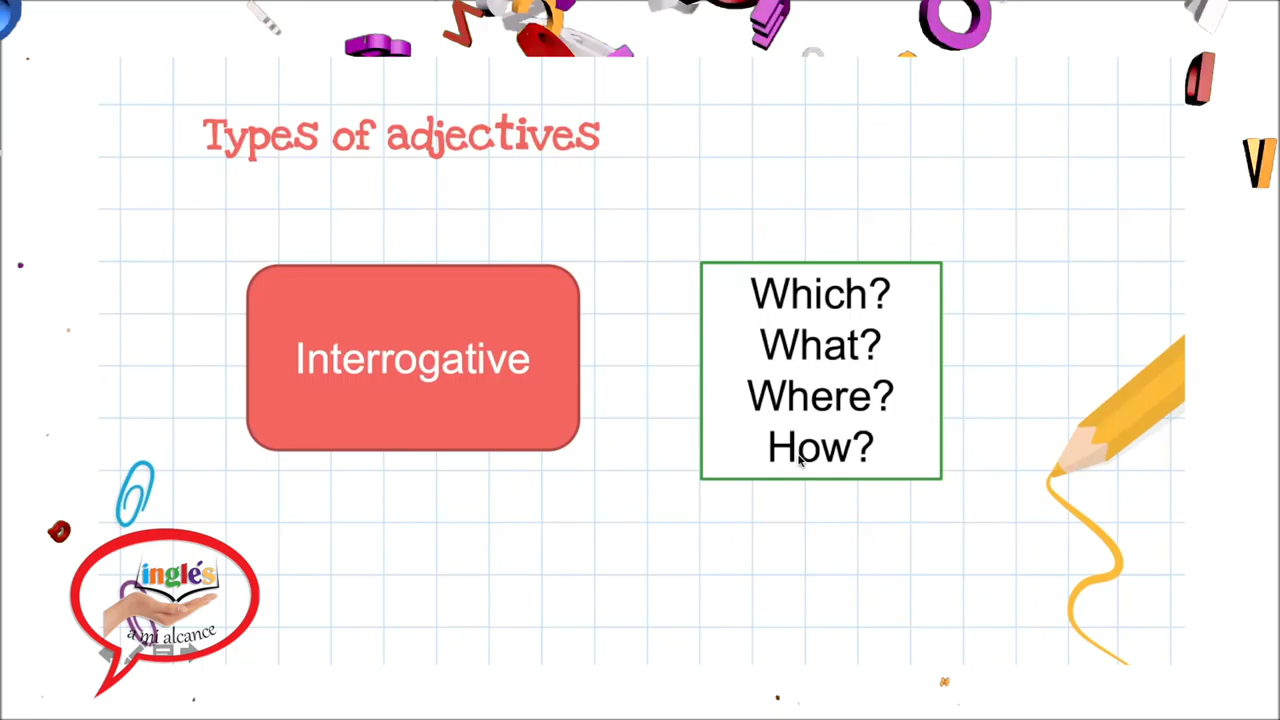 Types of adjectives
Interrogative
Which?
What?
Where?
How?
inglés
a mi alcance